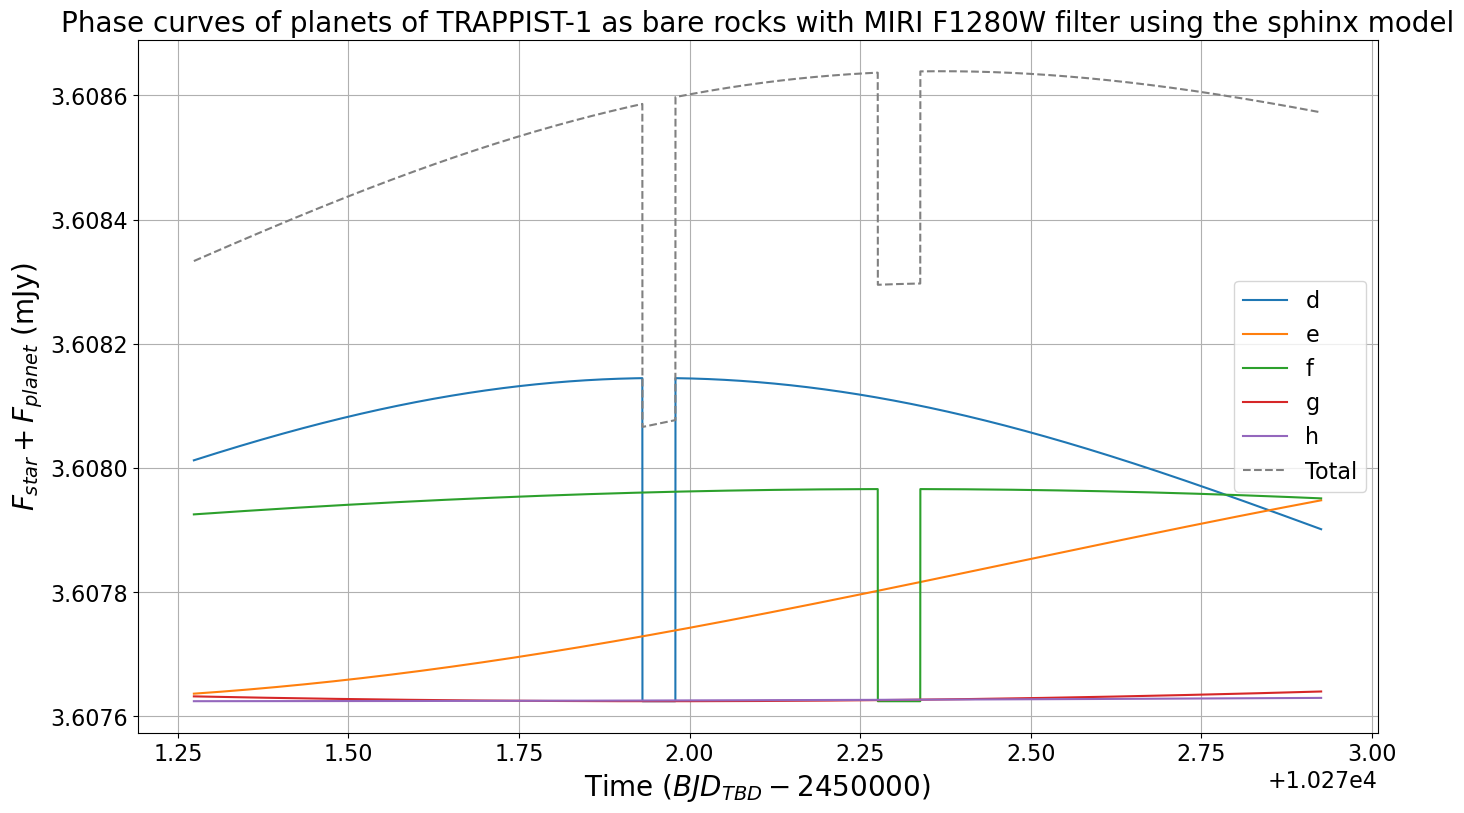 Phase curves of planets of TRAPPIST-1 as bare rocks with MIRI F1280W filter using the sphinx model
3.6086
3.6084
3.6082
3.6080
3.6078
3.6076
F_star + F_planet (mJy)
d
e
f
g
h
Total
1.25
1.50
1.75
2.00
2.25
2.50
2.75
3.00
+1.027e4
Time (BJD_TBD − 2450000)